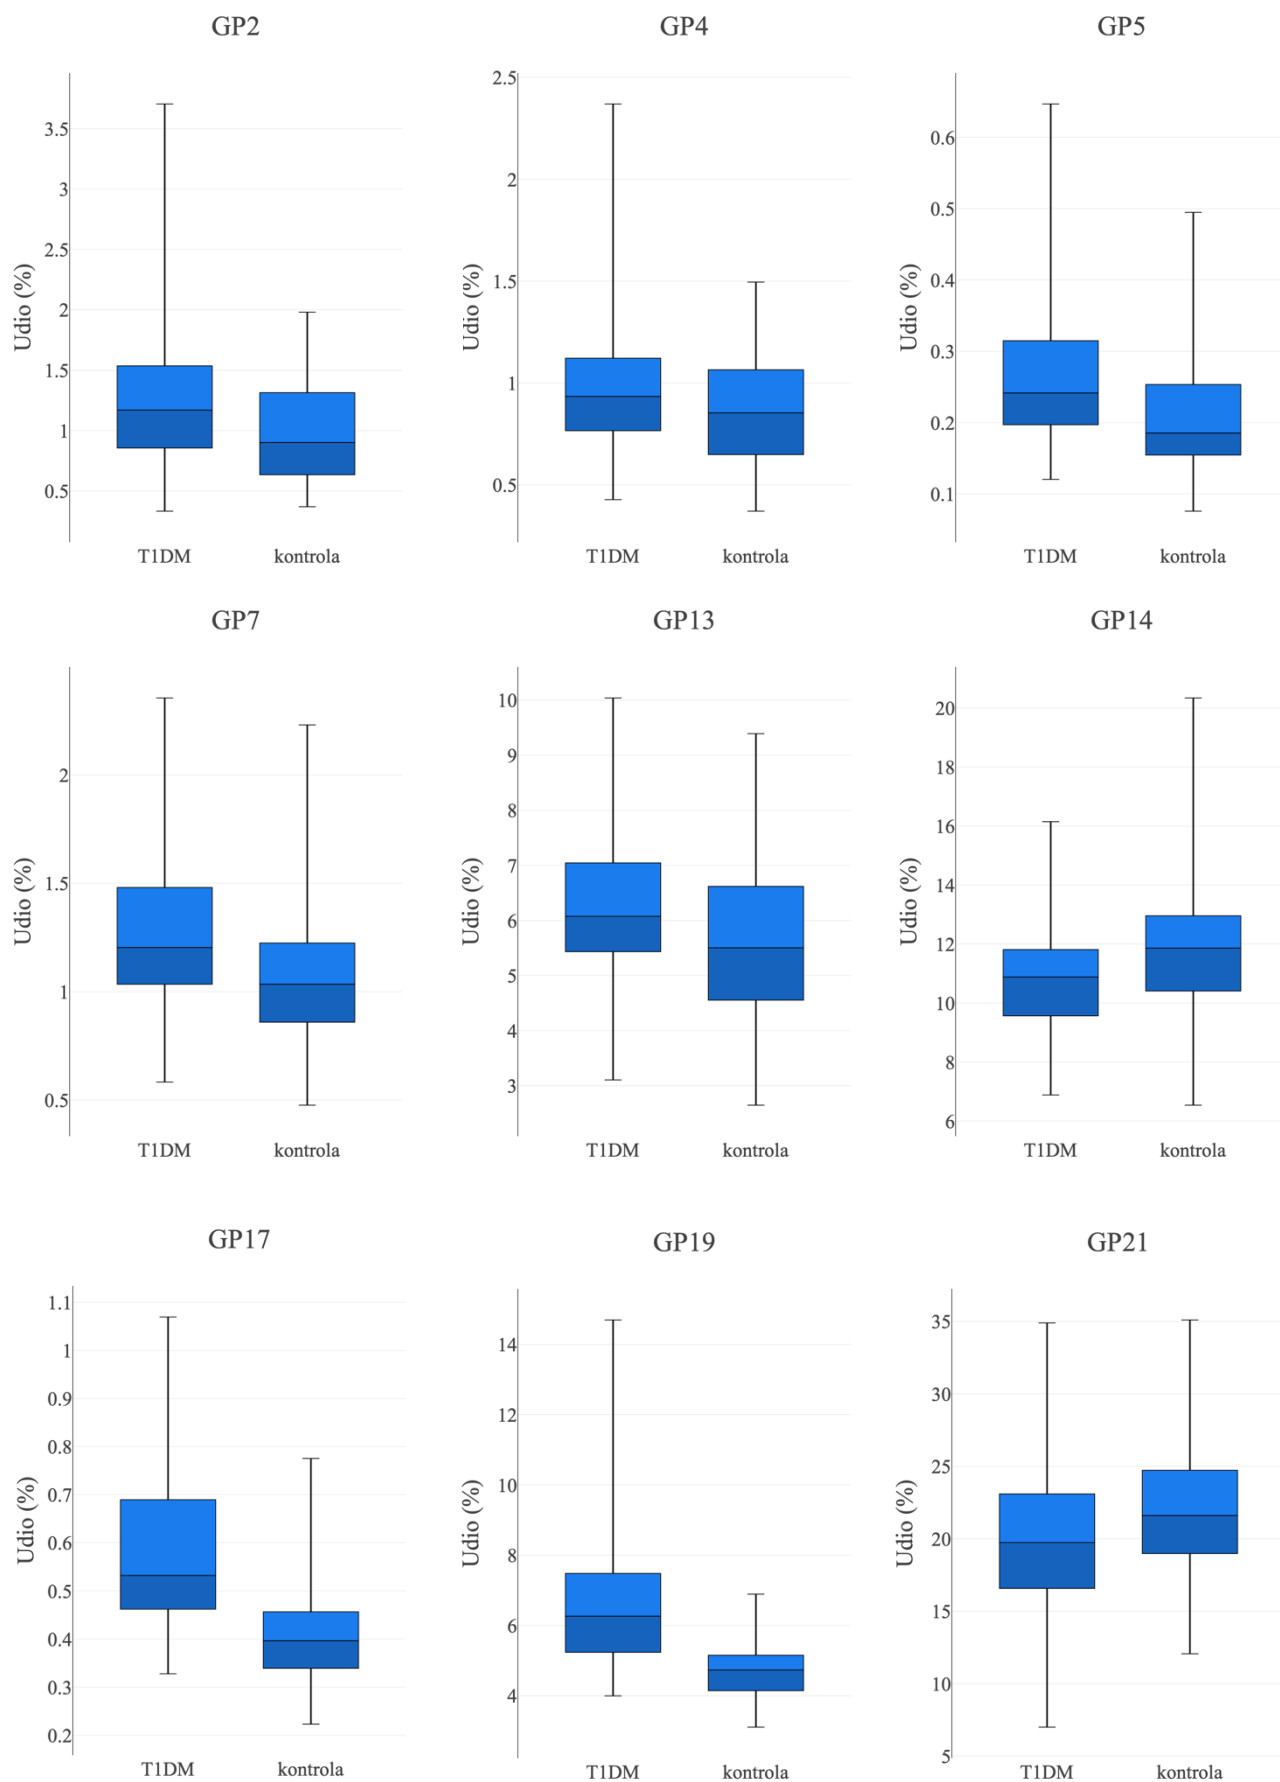 GP2
3.5
3
2.5
2
1.5
1
0.5
Udio (%)
T1DM kontrola
GP4
2.5
2
1.5
1
0.5
Udio (%)
T1DM kontrola
GP5
0.6
0.5
0.4
0.3
0.2
0.1
Udio (%)
T1DM kontrola
GP7
2
1.5
1
0.5
Udio (%)
T1DM kontrola
GP13
10
9
8
7
6
5
4
3
Udio (%)
T1DM kontrola
GP14
20
18
16
14
12
10
8
6
Udio (%)
T1DM kontrola
GP17
1.1
1
0.9
0.8
0.7
0.6
0.5
0.4
0.3
0.2
Udio (%)
T1DM kontrola
GP19
14
12
10
8
6
4
Udio (%)
T1DM kontrola
GP21
35
30
25
20
15
10
5
Udio (%)
T1DM kontrola